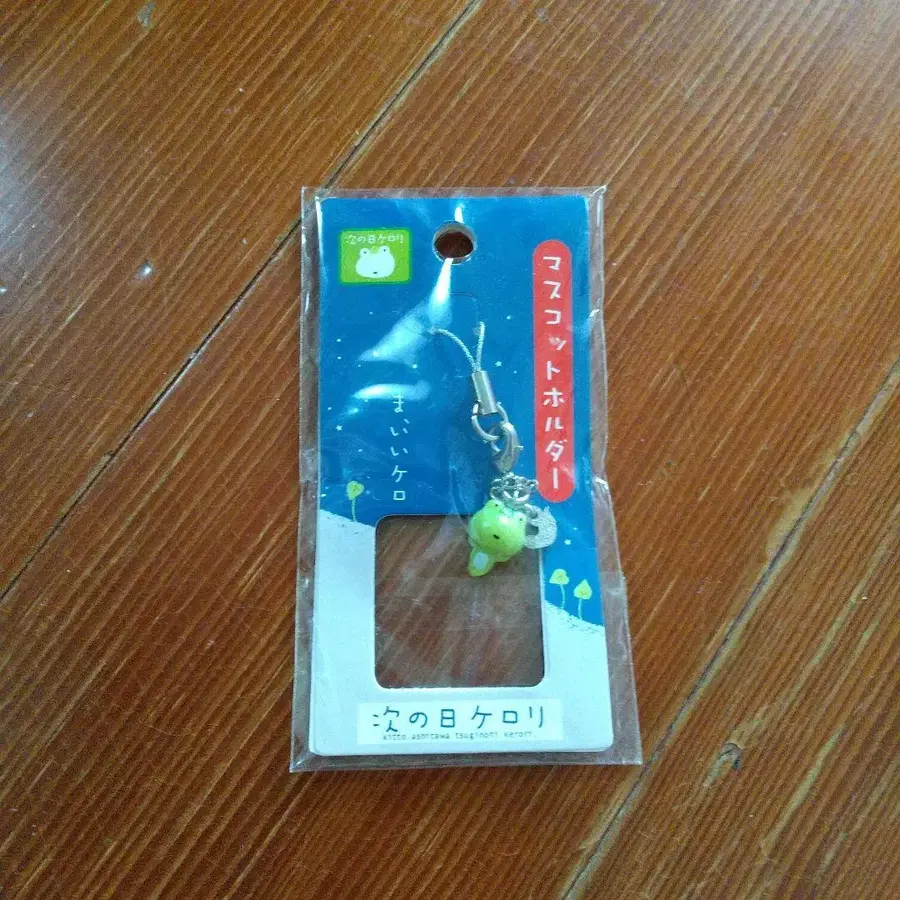 次の日ケロリ
マスコットホルダー
まいいケロ
次の日ケロリ
kitto ashitawa tsuginohi kerori.